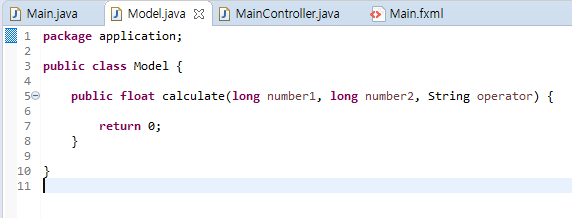 Main.java Model.java MainController.java Main.fxml
1 package application;
2
3 public class Model {
4
5 public float calculate(long number1, long number2, String operator) {
6
7 return 0;
8 }
9
10 }
11